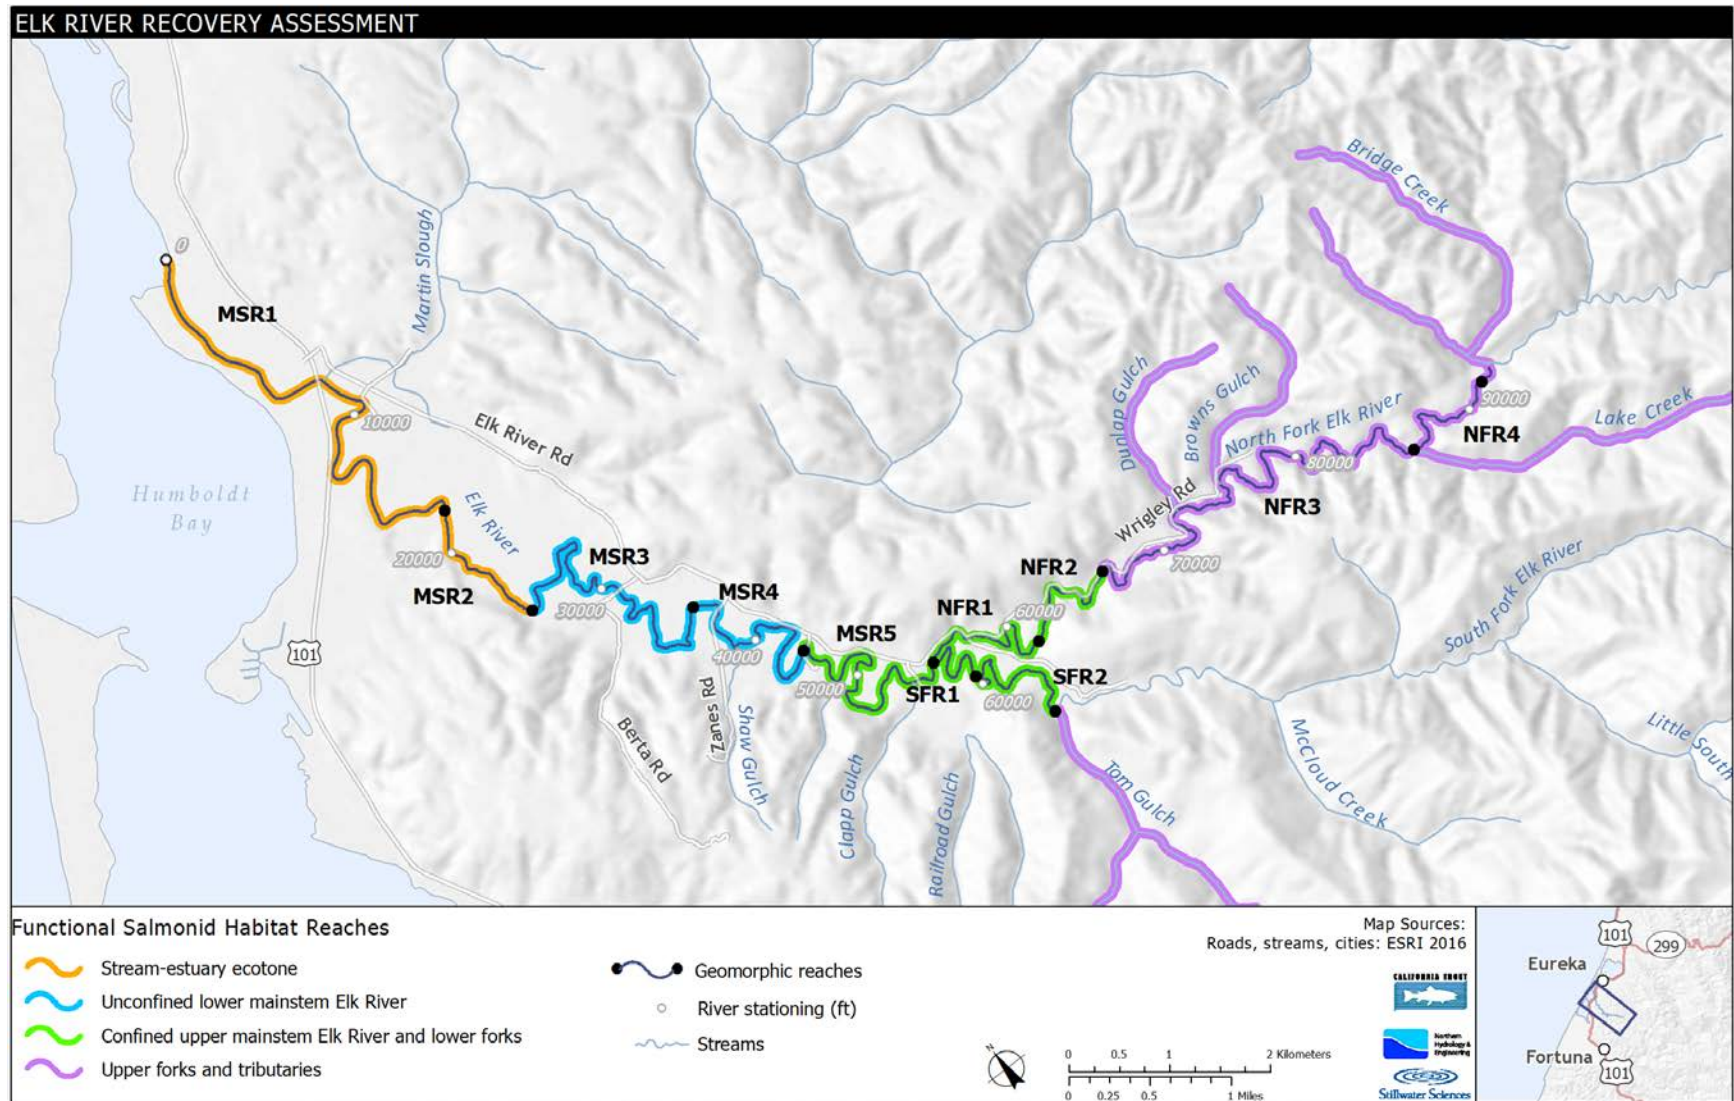 ELK RIVER RECOVERY ASSESSMENT
Bridge Creek
0
Martin Slough
MSR1
Dunlap Gulch
Browns Gulch
North Fork Elk River
90000
Lake Creek
10000
Elk River Rd
NFR4
80000
Humboldt
Bay
Elk River
Wrigley Rd
NFR3
20000
MSR3
70000
South Fork Elk River
MSR2
30000
MSR4
NFR2
NFR1
60000
MSR5
101
40000
50000
SFR1
SFR2
60000
Zanes Rd
Shaw Gulch
Berta Rd
McCloud Creek
Little South
Tom Gulch
Clapp Gulch
Railroad Gulch
Functional Salmonid Habitat Reaches
Stream-estuary ecotone
Unconfined lower mainstem Elk River
Confined upper mainstem Elk River and lower forks
Upper forks and tributaries
Geomorphic reaches
River stationing (ft)
Streams
N
0 0.5 1 2 Kilometers
0 0.25 0.5 1 Miles
Map Sources:
Roads, streams, cities: ESRI 2016
CALIFORNIA TROUT
Northern
Hydrology &
Engineering
Stillwater Sciences
101
299
Eureka
Fortuna
101